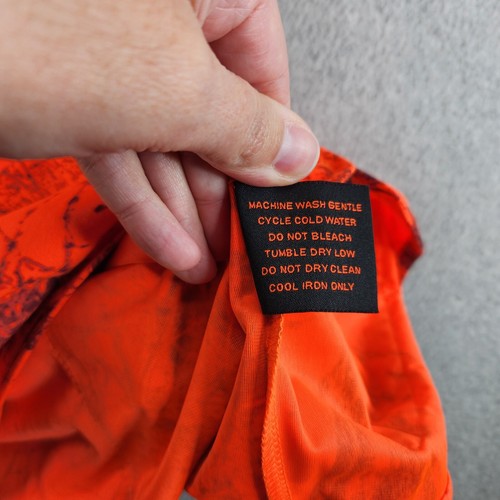 MACHINE WASH GENTLE
CYCLE COLD WATER
DO NOT BLEACH
TUMBLE DRY LOW
DO NOT DRY CLEAN
COOL IRON ONLY